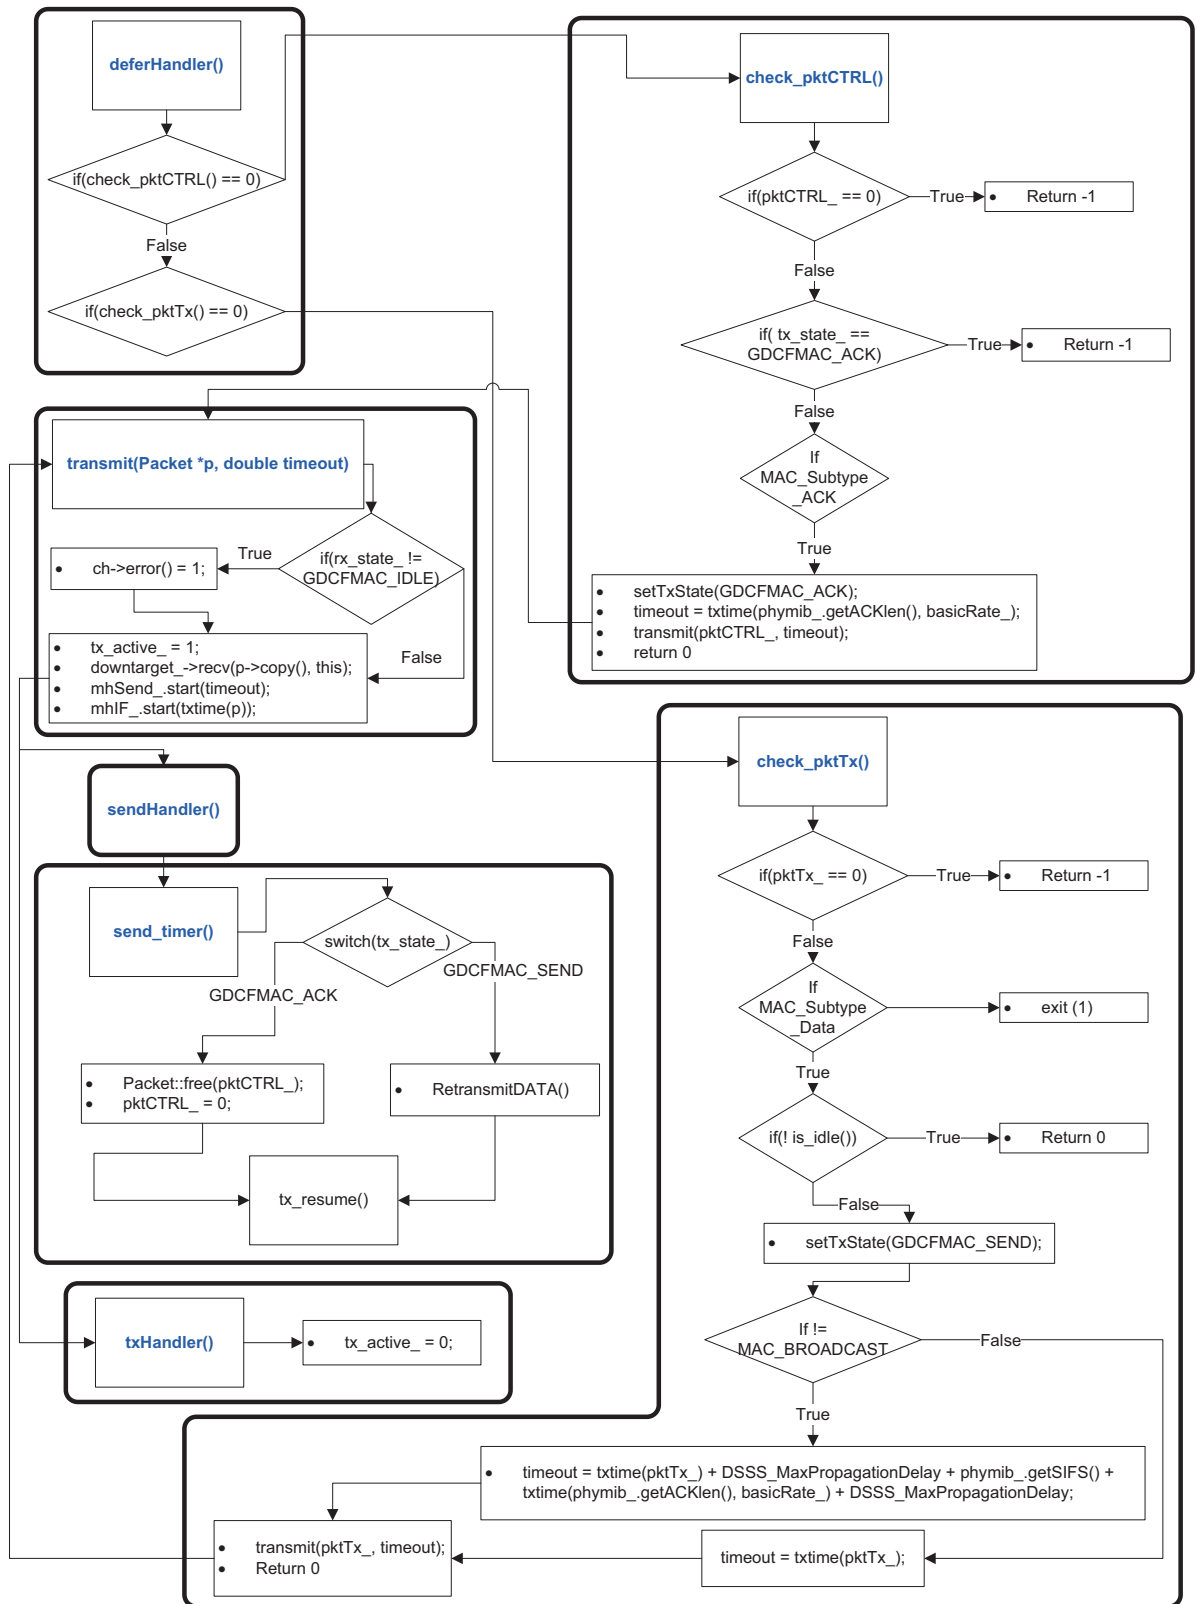 deferHandler()
if(check_pktCTRL() == 0)
False
if(check_pktTx() == 0)
check_pktCTRL()
if(pktCTRL_ == 0)
True
• Return -1
False
if( tx_state_ ==
GDCFMAC_ACK)
True
• Return -1
False
If
MAC_Subtype
_ACK
True
• setTxState(GDCFMAC_ACK);
• timeout = txtime(phymib_.getACKlen(), basicRate_);
• transmit(pktCTRL_, timeout);
• return 0
transmit(Packet *p, double timeout)
if(rx_state_ !=
GDCFMAC_IDLE)
True
• ch->error() = 1;
False
• tx_active_ = 1;
• downtarget_->recv(p->copy(), this);
• mhSend_.start(timeout);
• mhIF_.start(txtime(p));
sendHandler()
send_timer()
switch(tx_state_)
GDCFMAC_ACK
GDCFMAC_SEND
• Packet::free(pktCTRL_);
• pktCTRL_ = 0;
• RetransmitDATA()
tx_resume()
txHandler()
• tx_active_ = 0;
check_pktTx()
if(pktTx_ == 0)
True
• Return -1
False
If
MAC_Subtype
_Data
• exit (1)
True
if(! is_idle())
True
• Return 0
False
• setTxState(GDCFMAC_SEND);
If !=
MAC_BROADCAST
False
True
• timeout = txtime(pktTx_) + DSSS_MaxPropagationDelay + phymib_.getSIFS() +
txtime(phymib_.getACKlen(), basicRate_) + DSSS_MaxPropagationDelay;
• transmit(pktTx_, timeout);
• Return 0
timeout = txtime(pktTx_);